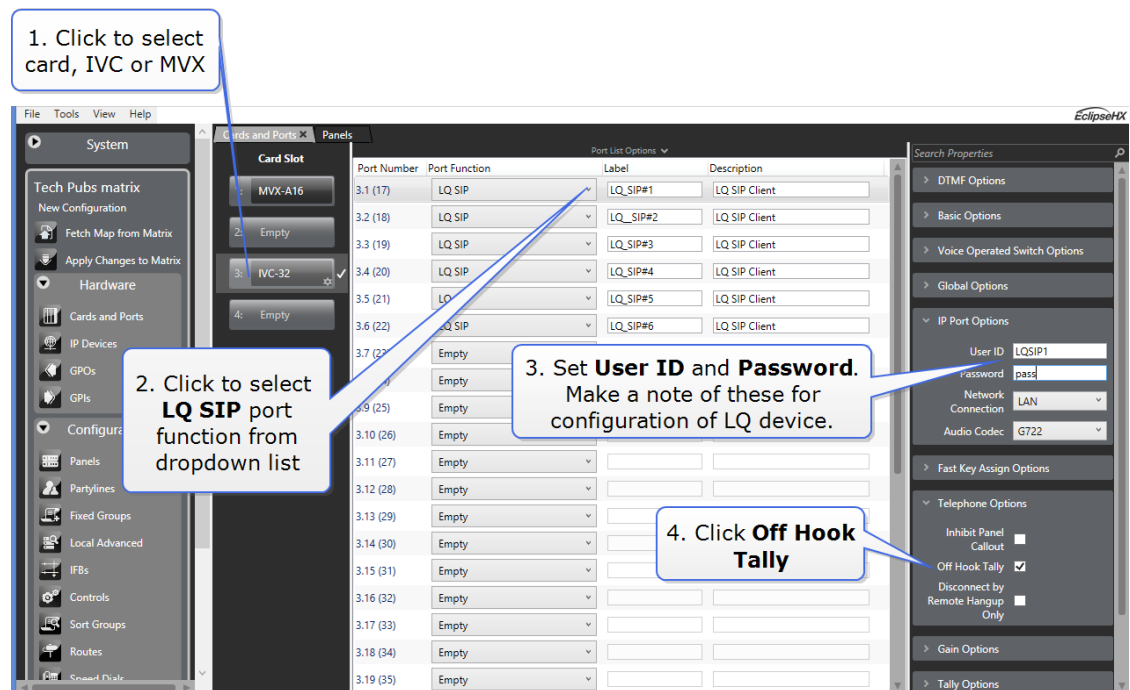 1. Click to select
card, IVC or MVX
File Tools View Help
EclipseHX
System
Tech Pubs matrix
New Configuration
Fetch Map from Matrix
Apply Changes to Matrix
Hardware
Cards and Ports
IP Devices
GPOs
GPIs
Panels
Partylines
Fixed Groups
Local Advanced
IFBs
Controls
Sort Groups
Routes
Speed Dials
Cards and Ports Panels
Card Slot
MVX-A16
2: Empty
3: IVC-32
4: Empty
2. Click to select
LQ SIP port
function from
dropdown list
Port List Options
Port Number Port Function Label Description
3.1 (17) LQ SIP LQ_SIP#1 LQ SIP Client
3.2 (18) LQ SIP LQ__SIP#2 LQ SIP Client
3.3 (19) LQ SIP LQ_SIP#3 LQ SIP Client
3.4 (20) LQ SIP LQ_SIP#4 LQ SIP Client
3.5 (21) LQ LQ_SIP#5 LQ SIP Client
3.6 (22) LQ SIP LQ_SIP#6 LQ SIP Client
3.7 Empty
Empty
3.9 (25) Empty
3.10 (26) Empty
3.11 (27) Empty
3.12 (28) Empty
3.13 (29) Empty
3.14 (30) Empty
3.15 (31) Empty
3.16 (32) Empty
3.17 (33) Empty
3.18 (34) Empty
3.19 (35) Empty
3. Set User ID and Password.
Make a note of these for
configuration of LQ device.
4. Click Off Hook
Tally
Search Properties
DTMF Options
Basic Options
Voice Operated Switch Options
Global Options
IP Port Options
User ID LQSIP1
Password pass
Network
Connection LAN
Audio Codec G722
Fast Key Assign Options
Telephone Options
Inhibit Panel
Callout
Off Hook Tally
Disconnect by
Remote Hangup
Only
Gain Options
Tally Options